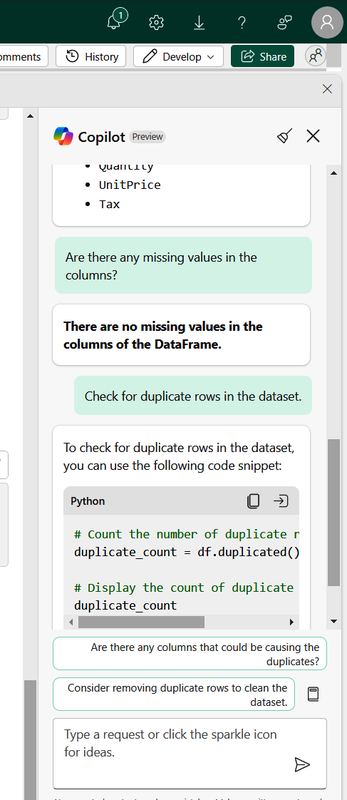 1
?
omments
History
Develop
Share
Copilot Preview
Quantity
UnitPrice
Tax
Are there any missing values in the
columns?
There are no missing values in the
columns of the DataFrame.
Check for duplicate rows in the dataset.
To check for duplicate rows in the dataset,
you can use the following code snippet:
Python
# Count the number of duplicate r
duplicate_count = df.duplicated()
# Display the count of duplicate
duplicate_count
Are there any columns that could be causing the
duplicates?
Consider removing duplicate rows to clean the
dataset.
Type a request or click the sparkle icon
for ideas.